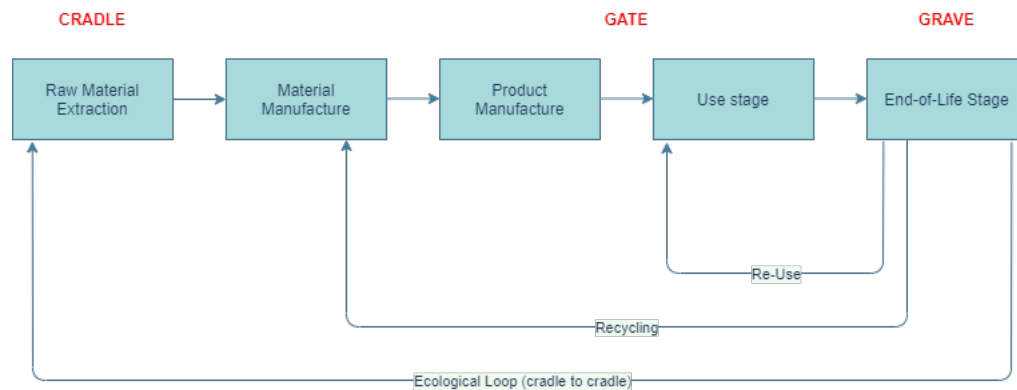 CRADLE
GATE
GRAVE
Raw Material
Extraction
Material
Manufacture
Product
Manufacture
Use stage
End-of-Life Stage
Re-Use
Recycling
Ecological Loop (cradle to cradle)